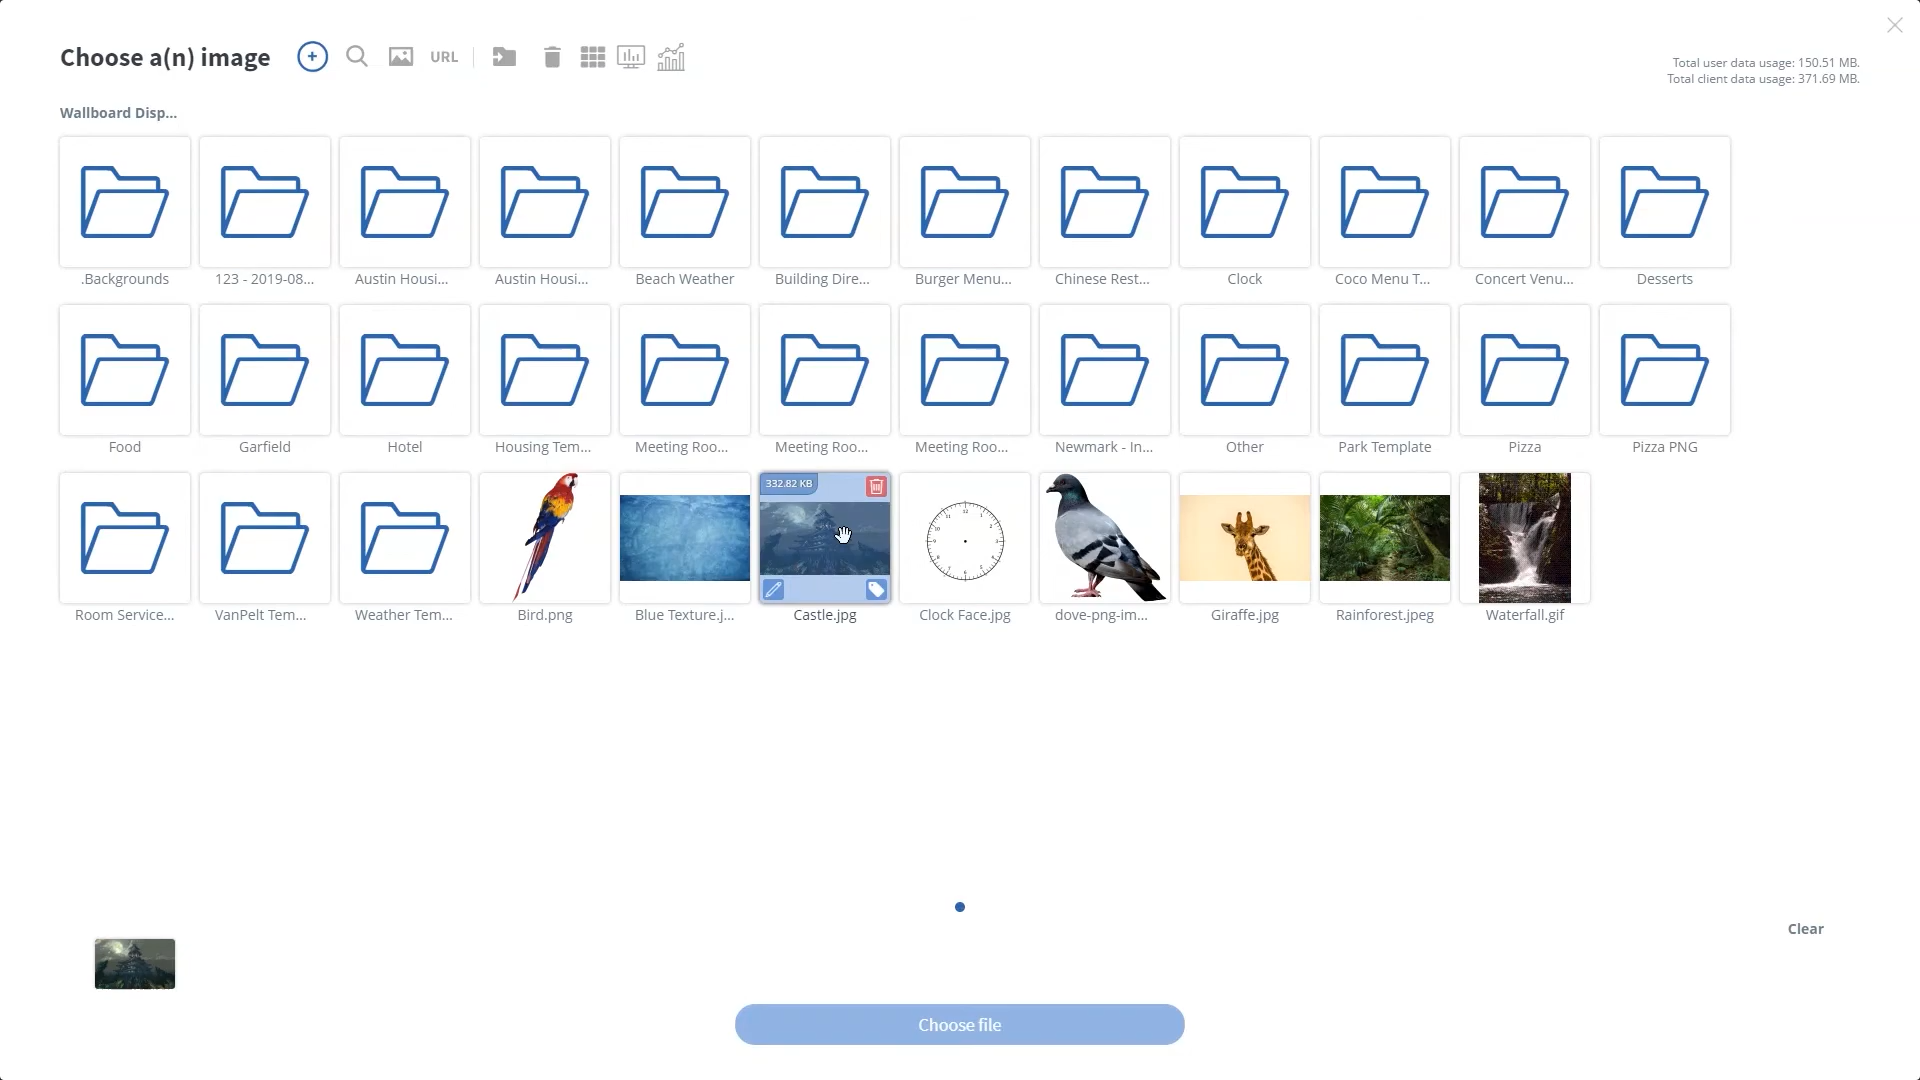 Choose a(n) image
URL
Total user data usage: 150.51 MB.
Total client data usage: 371.69 MB.
Wallboard Disp...
.Backgrounds
123 - 2019-08...
Austin Housi...
Austin Housi...
Beach Weather
Building Dire...
Burger Menu...
Chinese Rest...
Clock
Coco Menu T...
Concert Venu...
Desserts
Food
Garfield
Hotel
Housing Tem...
Meeting Roo...
Meeting Roo...
Meeting Roo...
Newmark - In...
Other
Park Template
Pizza
Pizza PNG
332.82 KB
Room Service...
VanPelt Tem...
Weather Tem...
Bird.png
Blue Texture.j...
Castle.jpg
Clock Face.jpg
dove-png-im...
Giraffe.jpg
Rainforest.jpeg
Waterfall.gif
Clear
Choose file